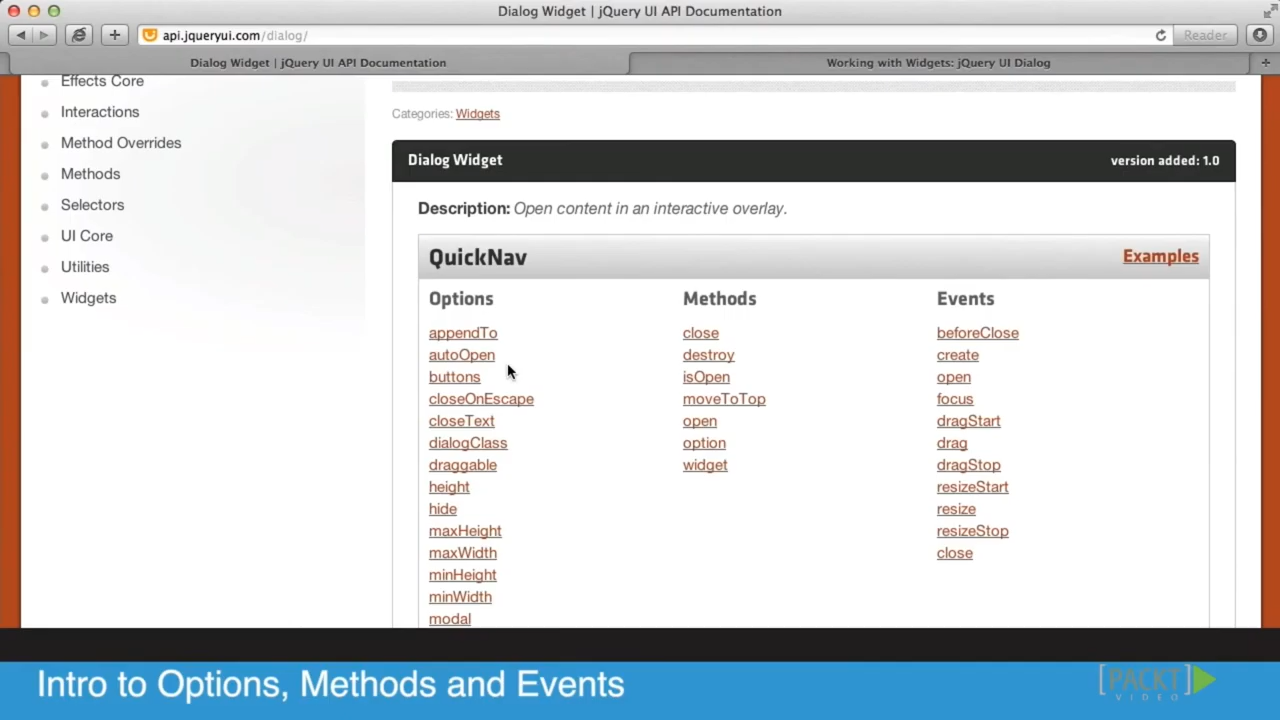 Dialog Widget | jQuery UI API Documentation
api.jqueryui.com/dialog/
Reader
Dialog Widget | jQuery UI API Documentation
Working with Widgets: jQuery UI Dialog
Effects Core
Interactions
Method Overrides
Methods
Selectors
UI Core
Utilities
Widgets
Categories: Widgets
Dialog Widget
version added: 1.0
Description: Open content in an interactive overlay.
QuickNav
Examples
Options
appendTo
autoOpen
buttons
closeOnEscape
closeText
dialogClass
draggable
height
hide
maxHeight
maxWidth
minHeight
minWidth
modal
Methods
close
destroy
isOpen
moveToTop
open
option
widget
Events
beforeClose
create
open
focus
dragStart
drag
dragStop
resizeStart
resize
resizeStop
close
Intro to Options, Methods and Events
[PACKT]
VIDEO